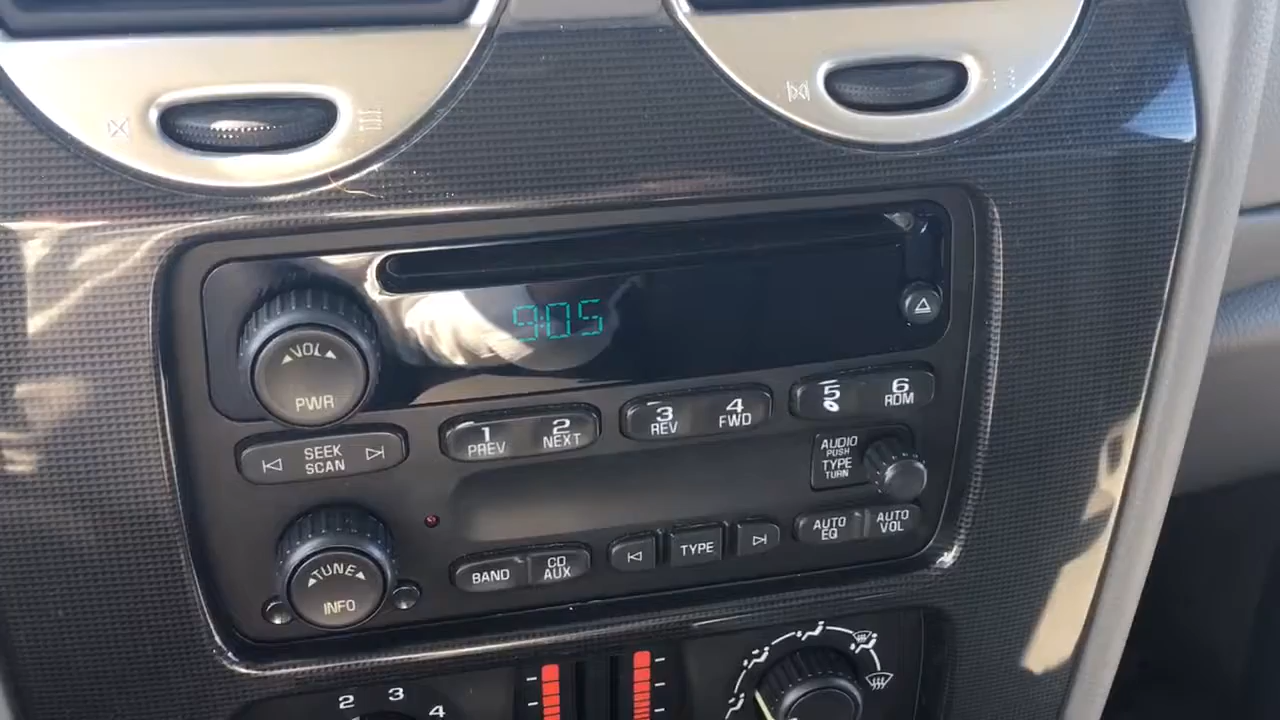 9:05
VOL
PWR
1 PREV
2 NEXT
3 REV
4 FWD
5
6 RDM
SEEK
SCAN
AUDIO
PUSH
TYPE
TURN
TUNE
INFO
BAND
CD
AUX
TYPE
AUTO
EQ
AUTO
VOL
2 3 4